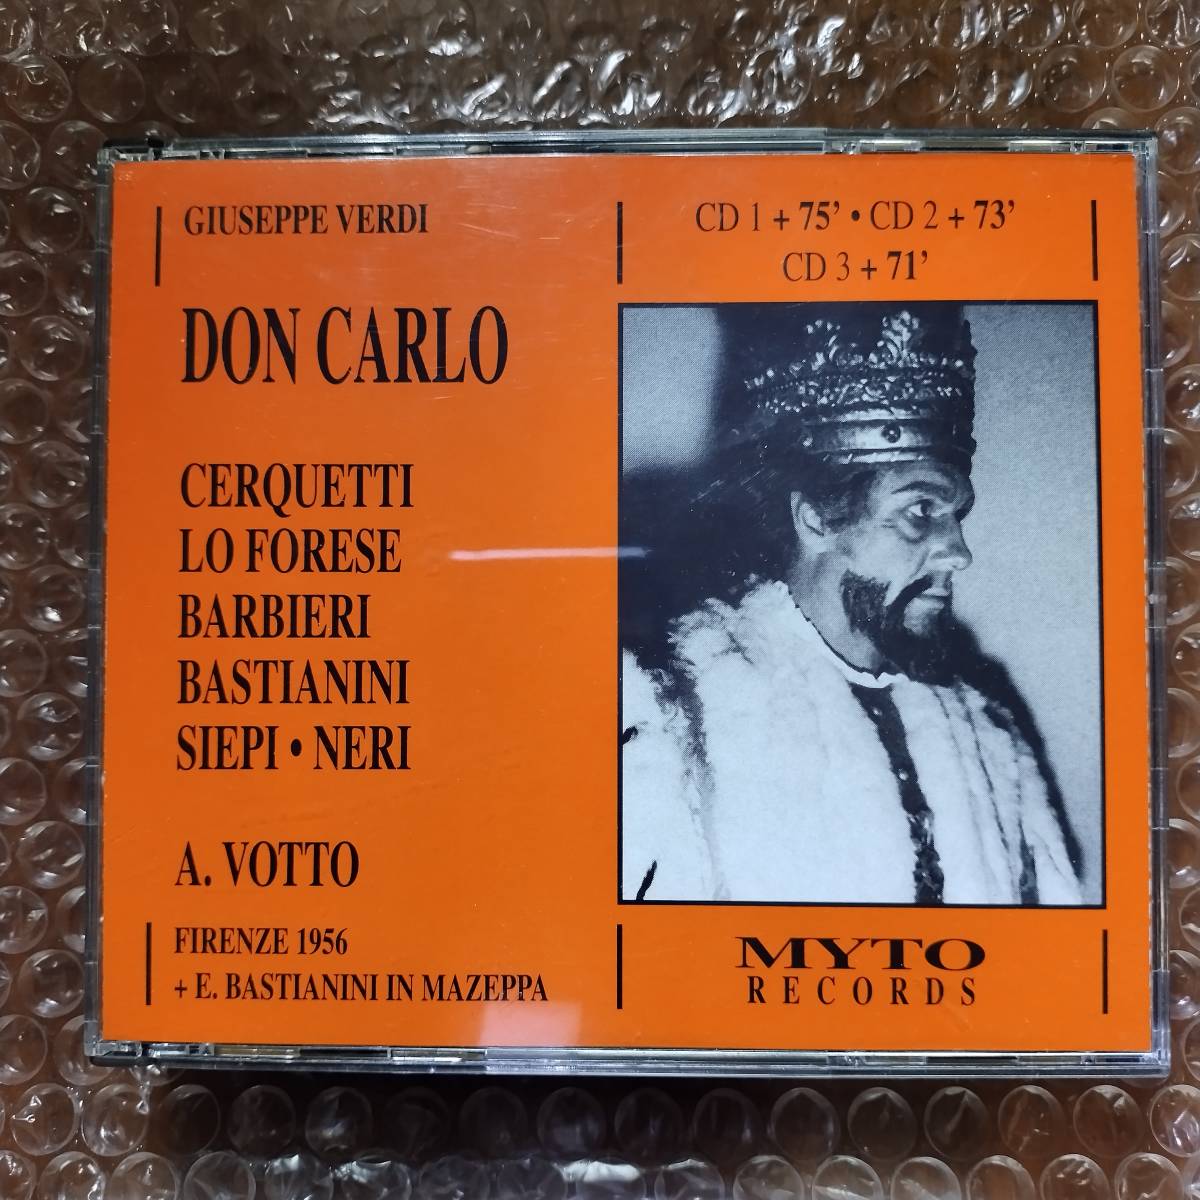 GIUSEPPE VERDI
DON CARLO
CERQUETTI
LO FORESE
BARBIERI
BASTIANINI
SIEPI • NERI
A. VOTTO
FIRENZE 1956
+ E. BASTIANINI IN MAZEPPA
CD 1 + 75’ • CD 2 + 73’
CD 3 + 71’
MYTO
RECORDS